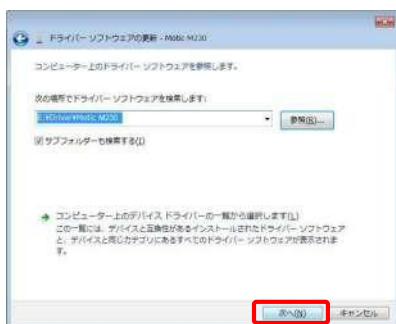 ドライバー ソフトウェアの更新 - Motic M230
コンピューター上のドライバー ソフトウェアを参照します。
次の場所でドライバー ソフトウェアを検索します:
E:¥Driver¥Motic M230
参照(R)...
サブフォルダーも検索する(I)
コンピューター上のデバイス ドライバーの一覧から選択します(L)
この一覧には、デバイスと互換性があるインストールされたドライバー ソフトウェア
と、デバイスと同じカテゴリにあるすべてのドライバー ソフトウェアが表示されま
す。
次へ(N)
キャンセル